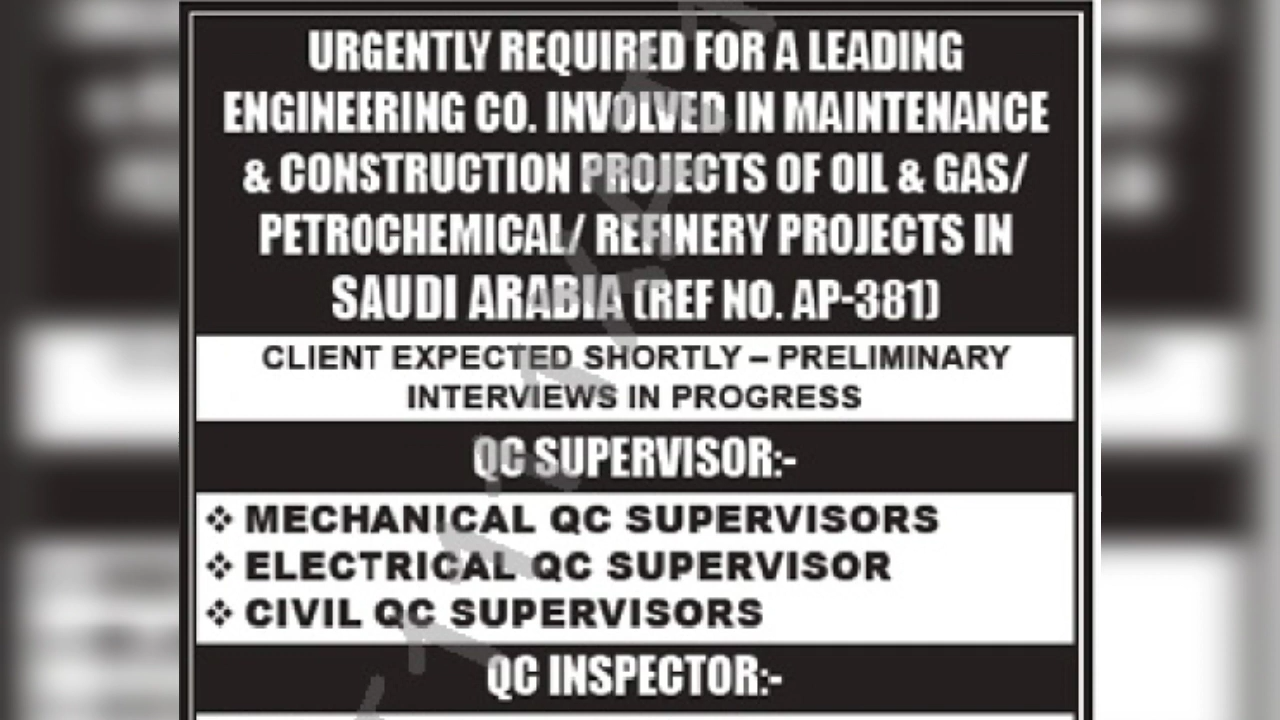 URGENTLY REQUIRED FOR A LEADING
ENGINEERING CO. INVOLVED IN MAINTENANCE
& CONSTRUCTION PROJECTS OF OIL & GAS/
PETROCHEMICAL/ REFINERY PROJECTS IN
SAUDI ARABIA (REF NO. AP-381)
CLIENT EXPECTED SHORTLY – PRELIMINARY
INTERVIEWS IN PROGRESS
QC SUPERVISOR:-
❖ MECHANICAL QC SUPERVISORS
❖ ELECTRICAL QC SUPERVISOR
❖ CIVIL QC SUPERVISORS
QC INSPECTOR:-